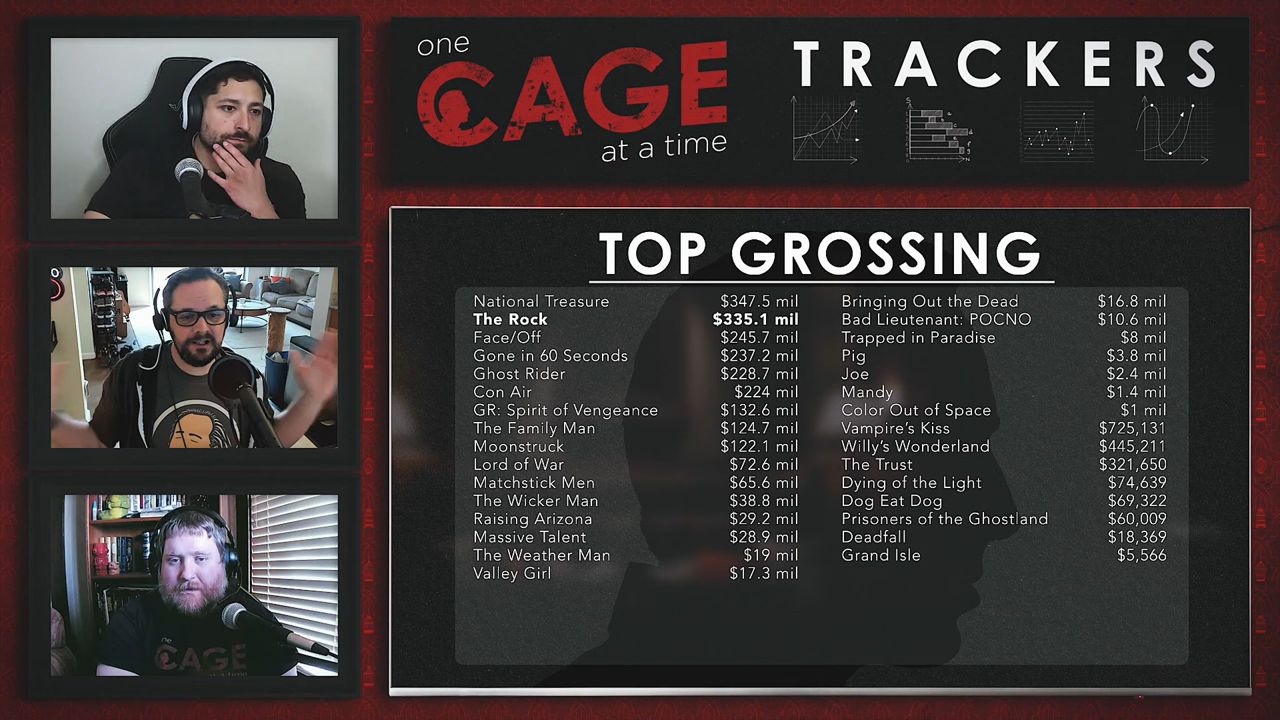 one
CAGE
at a time
TRACKERS
TOP GROSSING
National Treasure $347.5 mil
The Rock $335.1 mil
Face/Off $245.7 mil
Gone in 60 Seconds $237.2 mil
Ghost Rider $228.7 mil
Con Air $224 mil
GR: Spirit of Vengeance $132.6 mil
The Family Man $124.7 mil
Moonstruck $122.1 mil
Lord of War $72.6 mil
Matchstick Men $65.6 mil
The Wicker Man $38.8 mil
Raising Arizona $29.2 mil
Massive Talent $28.9 mil
The Weather Man $19 mil
Valley Girl $17.3 mil
Bringing Out the Dead $16.8 mil
Bad Lieutenant: POCNO $10.6 mil
Trapped in Paradise $8 mil
Pig $3.8 mil
Joe $2.4 mil
Mandy $1.4 mil
Color Out of Space $1 mil
Vampire's Kiss $725,131
Willy's Wonderland $445,211
The Trust $321,650
Dying of the Light $74,639
Dog Eat Dog $69,322
Prisoners of the Ghostland $60,009
Deadfall $18,369
Grand Isle $5,566
CAGE